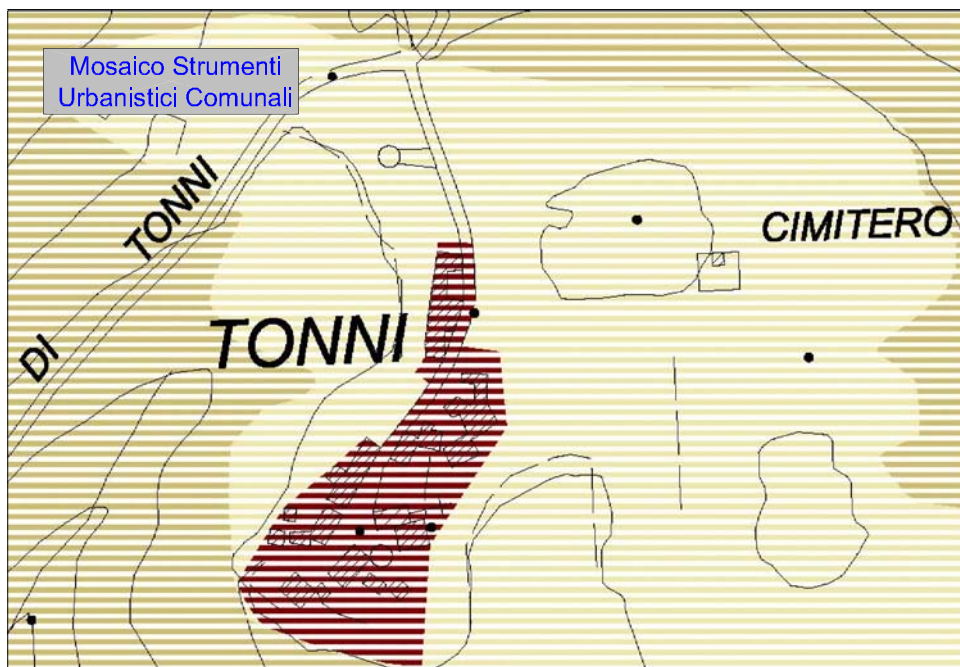 Mosaico Strumenti
Urbanistici Comunali
DI TONNI
CIMITERO
TONNI